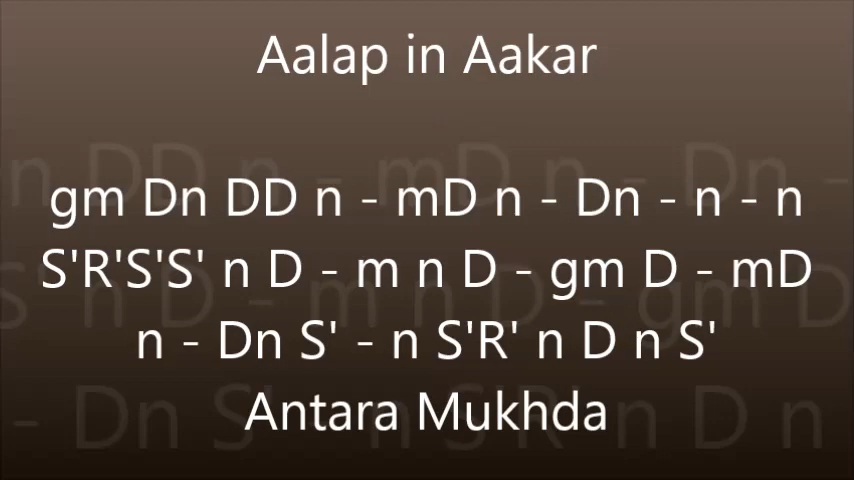 Aalap in Aakar
gm Dn DD n - mD n - Dn - n - n
S'R'S'S' n D - m n D - gm D - mD
n - Dn S' - n S'R' n D n S'
Antara Mukhda